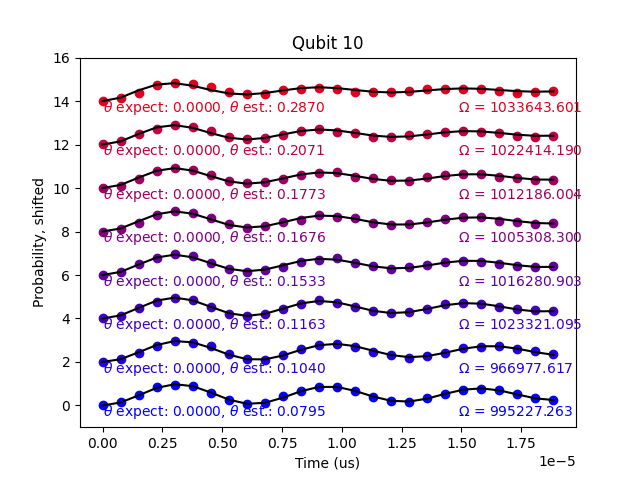 Qubit 10
Probability, shifted
16
14
θ expect: 0.0000, θ est.: 0.2870 Ω = 1033643.601
12
θ expect: 0.0000, θ est.: 0.2071 Ω = 1022414.190
10
θ expect: 0.0000, θ est.: 0.1773 Ω = 1012186.004
8
θ expect: 0.0000, θ est.: 0.1676 Ω = 1005308.300
6
θ expect: 0.0000, θ est.: 0.1533 Ω = 1016280.903
4
θ expect: 0.0000, θ est.: 0.1163 Ω = 1023321.095
2
θ expect: 0.0000, θ est.: 0.1040 Ω = 966977.617
0
θ expect: 0.0000, θ est.: 0.0795 Ω = 995227.263
0.00 0.25 0.50 0.75 1.00 1.25 1.50 1.75
Time (us)
1e−5